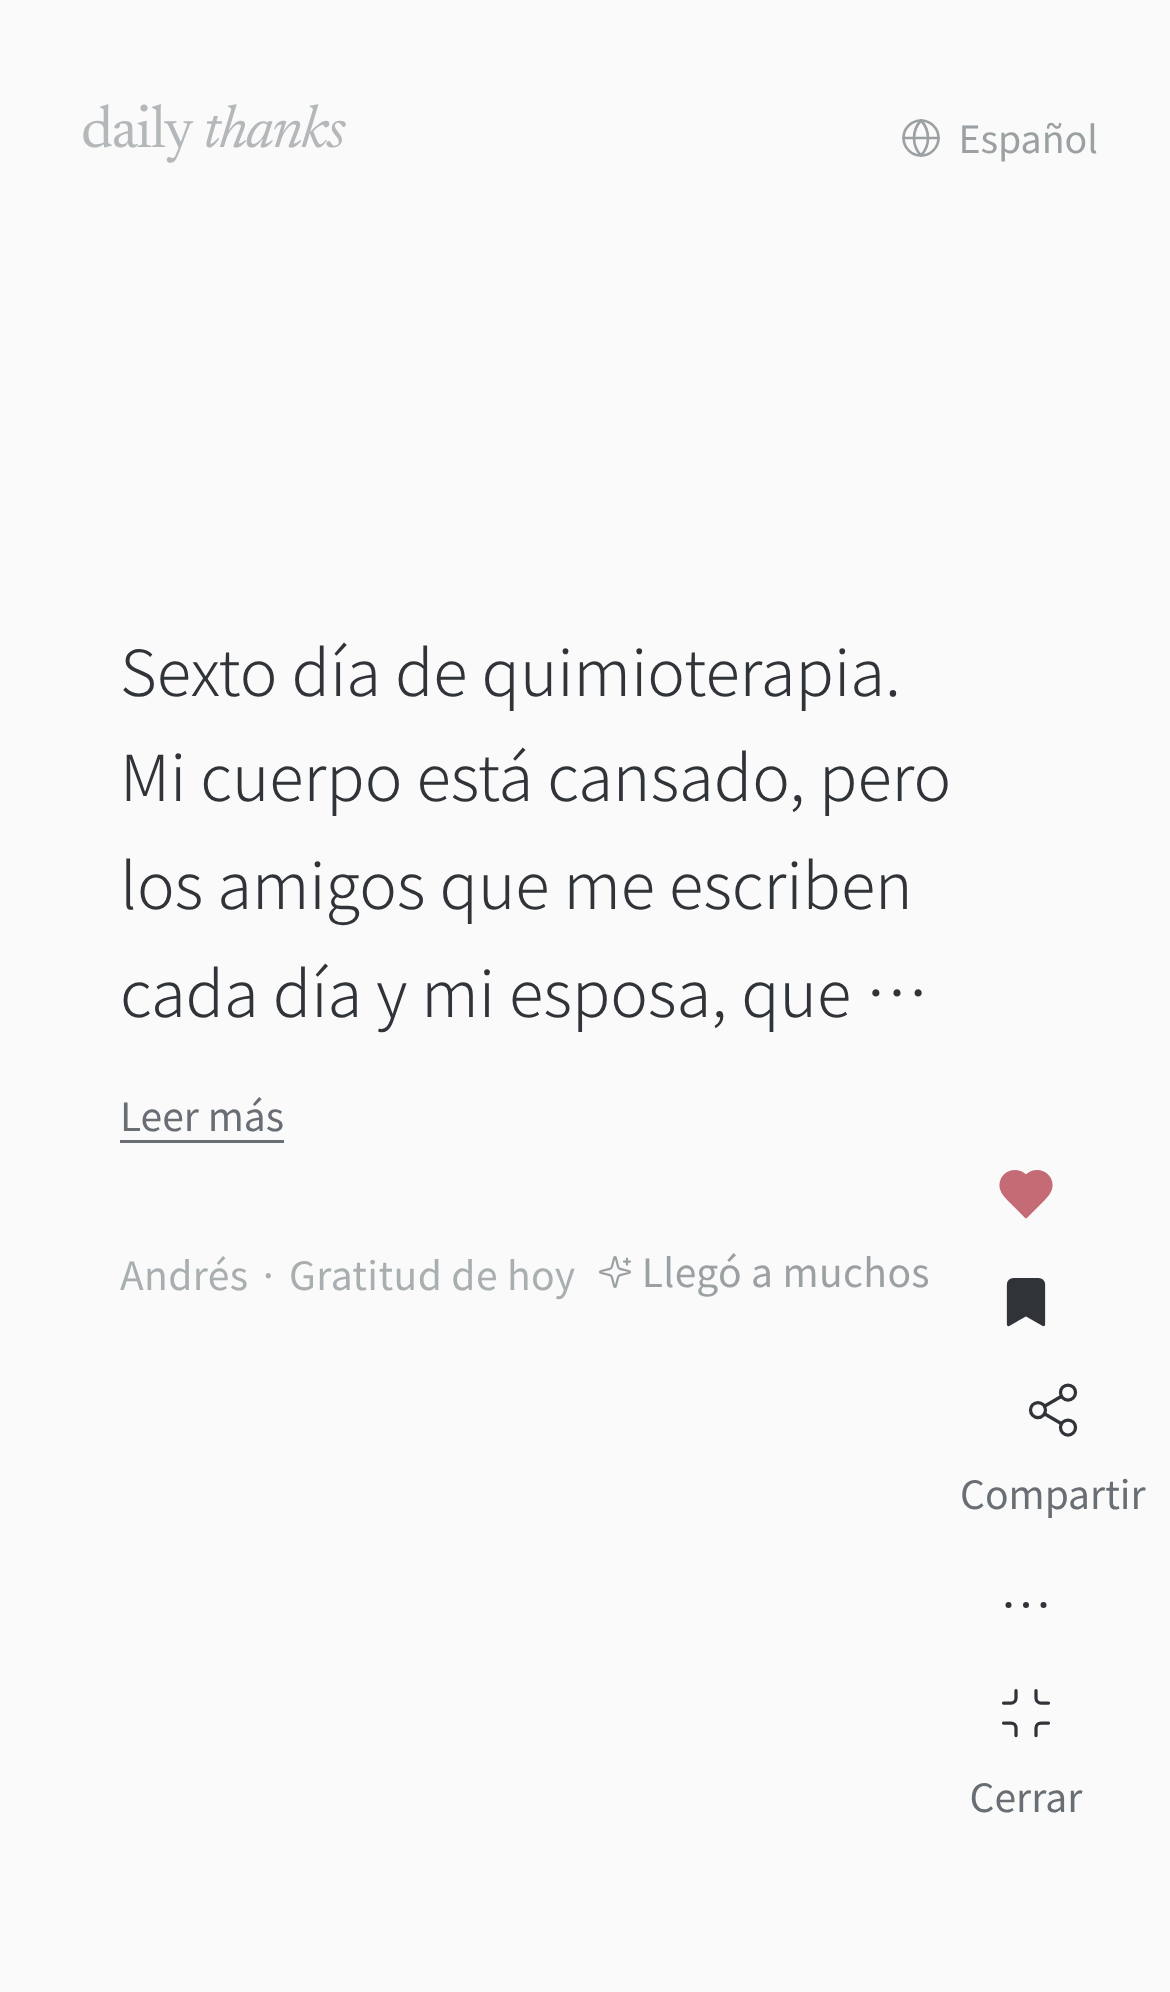 daily thanks
Español
Sexto día de quimioterapia.
Mi cuerpo está cansado, pero
los amigos que me escriben
cada día y mi esposa, que ···
Leer más
Andrés · Gratitud de hoy Llegó a muchos
Compartir
Cerrar